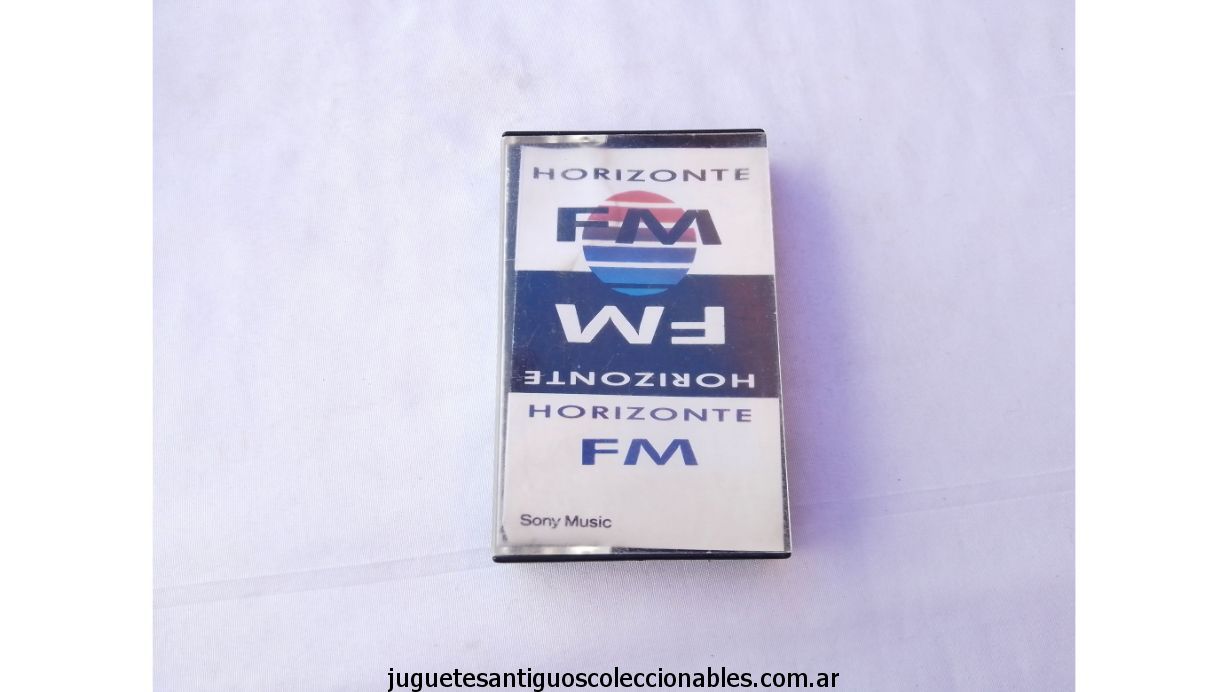 HORIZONTE
FM
FM
HORIZONTE
HORIZONTE
FM
Sony Music
juguetesantiguoscoleccionables.com.ar